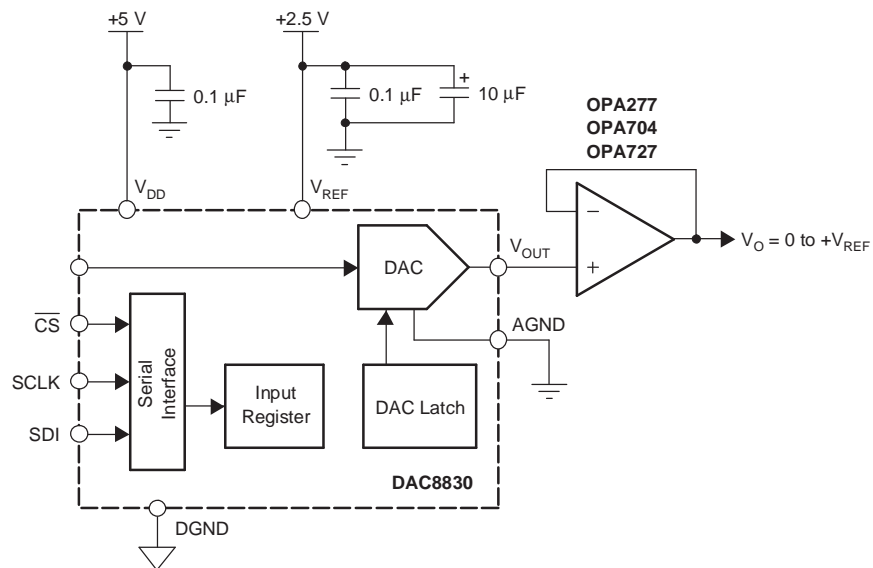 +5 V
+2.5 V
0.1 μF
+
0.1 μF
10 μF
OPA277
OPA704
OPA727
V_DD
V_REF
DAC
V_OUT
−
+
V_O = 0 to +V_REF
CS̅
SCLK
SDI
Serial
Interface
Input
Register
DAC Latch
AGND
DAC8830
DGND